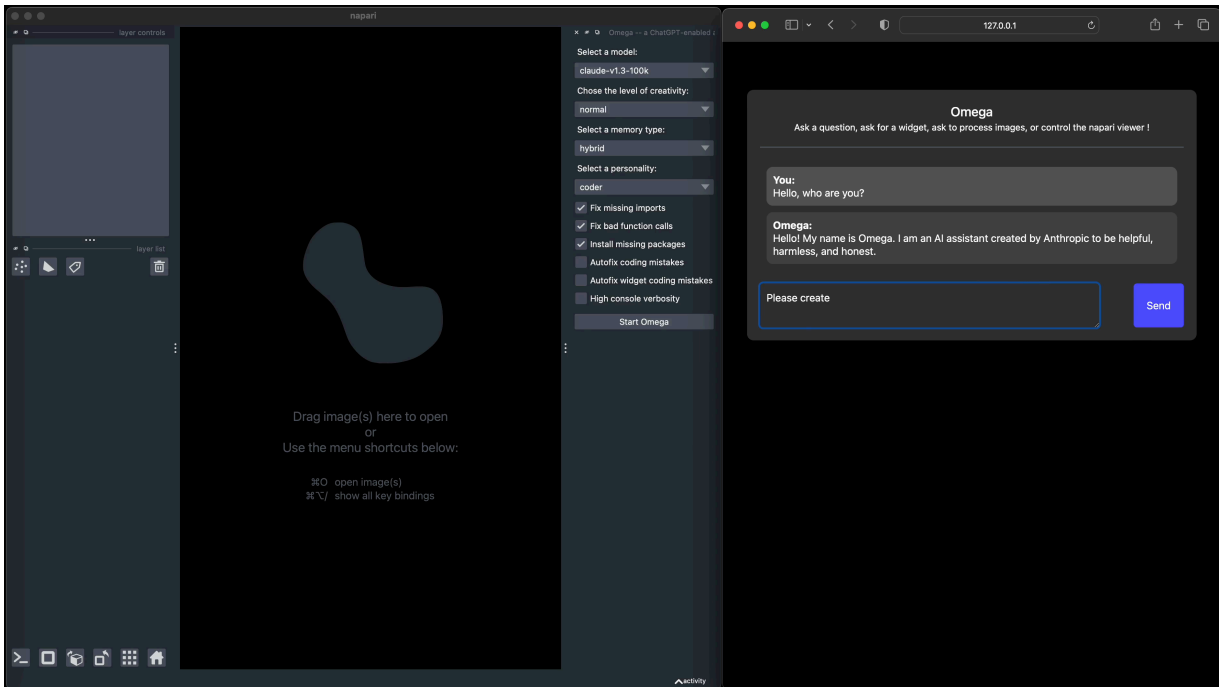 napari
layer controls
layer list
Drag image(s) here to open
or
Use the menu shortcuts below:
⌘O open image(s)
⌘⌥/ show all key bindings
Omega -- a ChatGPT-enabled
Select a model:
claude-v1.3-100k
Chose the level of creativity:
normal
Select a memory type:
hybrid
Select a personality:
coder
Fix missing imports
Fix bad function calls
Install missing packages
Autofix coding mistakes
Autofix widget coding mistakes
High console verbosity
Start Omega
activity
127.0.0.1
Omega
Ask a question, ask for a widget, ask to process images, or control the napari viewer !
You:
Hello, who are you?
Omega:
Hello! My name is Omega. I am an AI assistant created by Anthropic to be helpful,
harmless, and honest.
Please create
Send